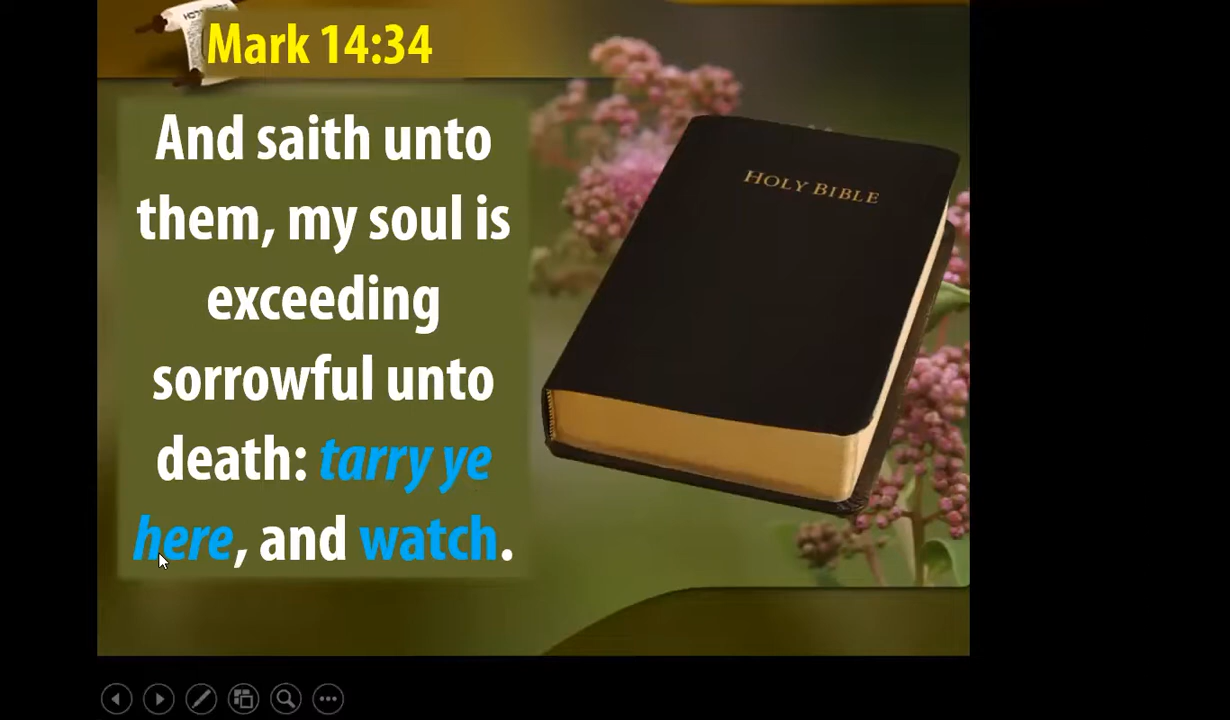 Mark 14:34
And saith unto
them, my soul is
exceeding
sorrowful unto
death: tarry ye
here, and watch.
HOLY BIBLE